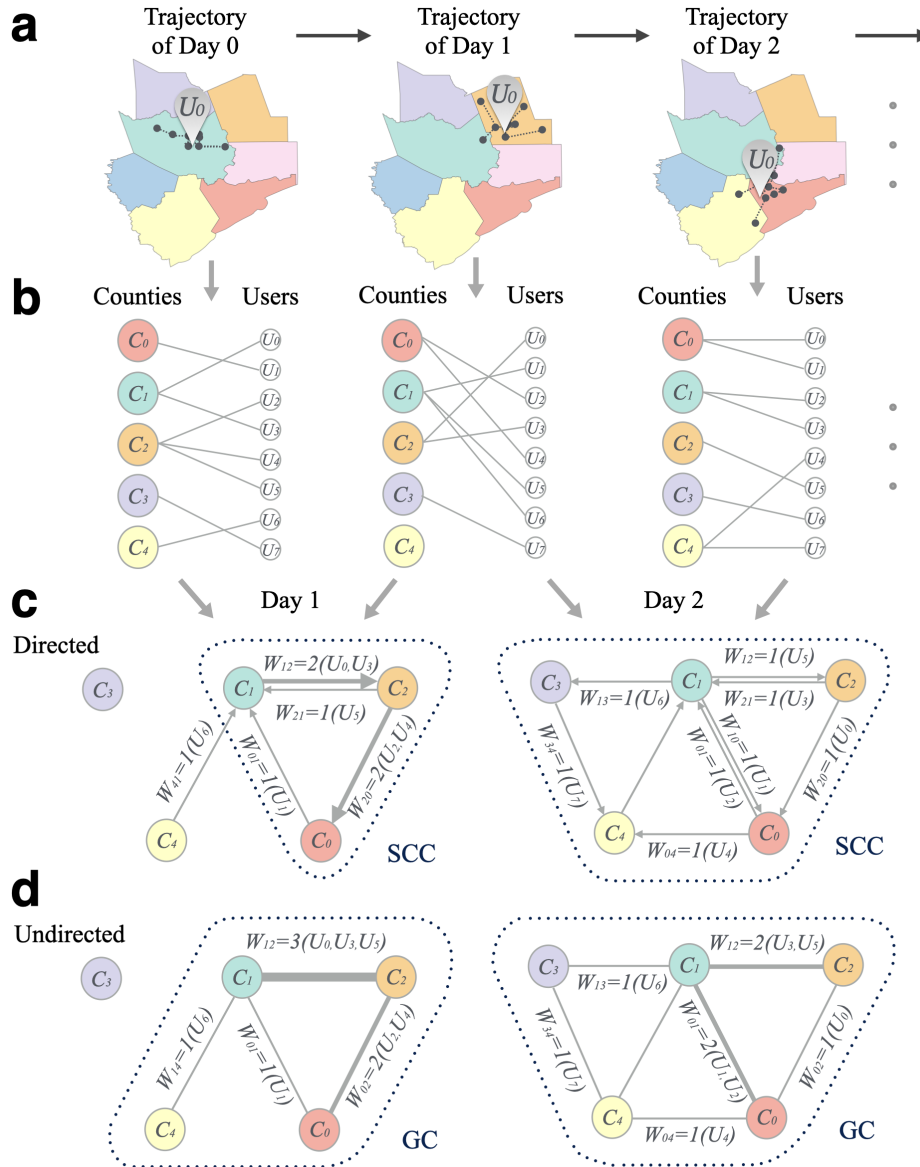 a
Trajectory
of Day 0
Trajectory
of Day 1
Trajectory
of Day 2
U0
U0
U0
b
Counties
Users
Counties
Users
Counties
Users
C0
C1
C2
C3
C4
U0
U1
U2
U3
U4
U5
U6
U7
C0
C1
C2
C3
C4
U0
U1
U2
U3
U4
U5
U6
U7
C0
C1
C2
C3
C4
U0
U1
U2
U3
U4
U5
U6
U7
c
Day 1
Day 2
Directed
C3
C1
W12=2(U0,U3)
C2
W21=1(U5)
W41=1(U6)
W01=1(U1)
W20=2(U2,U4)
C4
C0
SCC
C3
W13=1(U6)
C1
W12=1(U5)
C2
W21=1(U3)
W34=1(U7)
W01=1(U2)
W10=1(U1)
W20=1(U0)
C4
W04=1(U4)
C0
SCC
d
Undirected
C3
W12=3(U0,U3,U5)
C1
C2
W14=1(U6)
W01=1(U1)
W02=2(U2,U4)
C4
C0
GC
C3
W13=1(U6)
C1
W12=2(U3,U5)
C2
W34=1(U7)
W01=2(U1,U2)
W02=1(U0)
C4
W04=1(U4)
C0
GC